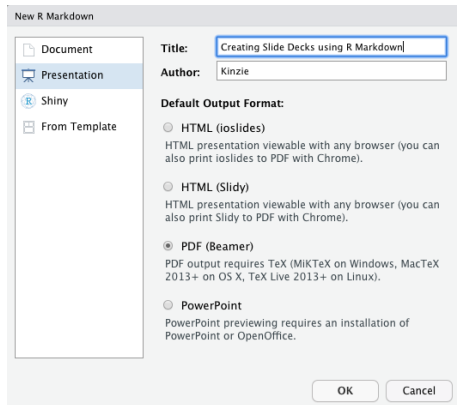 New R Markdown
Document
Presentation
Shiny
From Template
Title: Creating Slide Decks using R Markdown
Author: Kinzie
Default Output Format:
HTML (ioslides)
HTML presentation viewable with any browser (you can
also print ioslides to PDF with Chrome).
HTML (Slidy)
HTML presentation viewable with any browser (you can
also print Slidy to PDF with Chrome).
PDF (Beamer)
PDF output requires TeX (MiKTeX on Windows, MacTeX
2013+ on OS X, TeX Live 2013+ on Linux).
PowerPoint
PowerPoint previewing requires an installation of
PowerPoint or OpenOffice.
OK Cancel